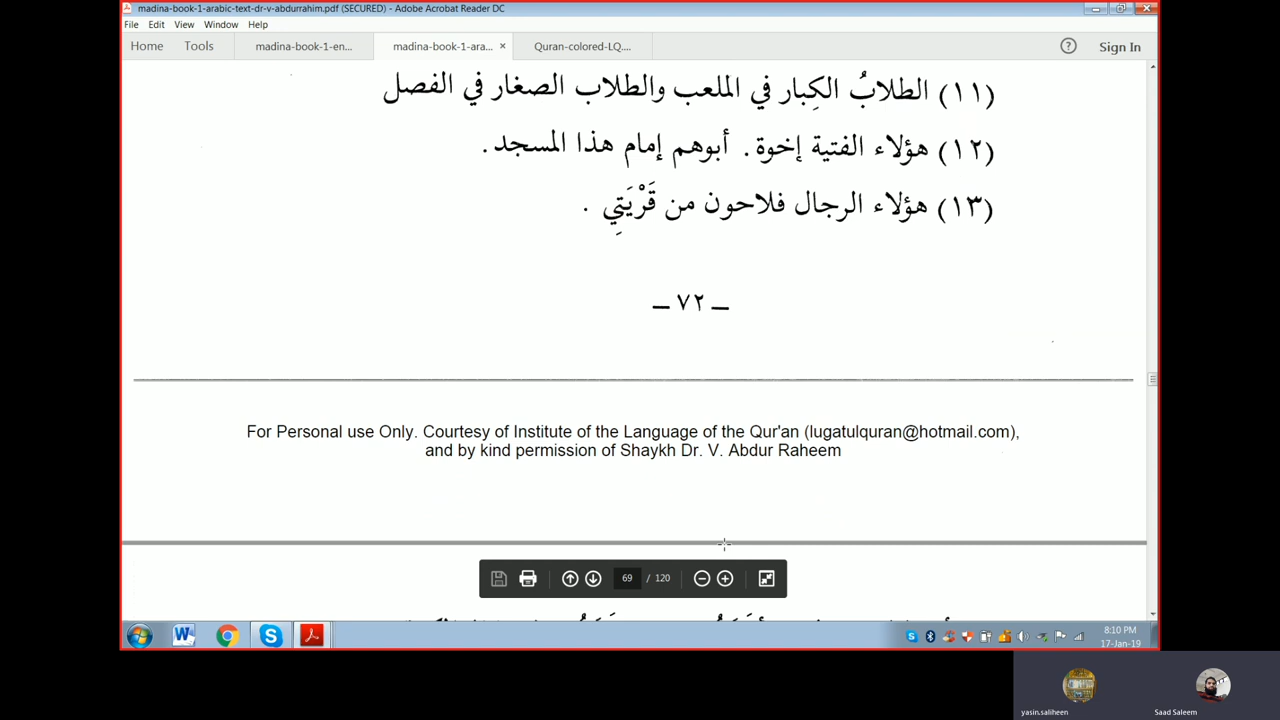 madina-book-1-arabic-text-dr-v-abdurrahim.pdf (SECURED) - Adobe Acrobat Reader DC
File Edit View Window Help
Home Tools madina-book-1-en... madina-book-1-ara... × Quran-colored-LQ.... ? Sign In
(١١) الطلابُ الكِبار في الملعب والطلاب الصغار في الفصل
(١٢) هؤلاء الفتية إخوة. أبوهم إمام هذا المسجد.
(١٣) هؤلاء الرجال فلاحون من قَرْيَتِي.
– ٧٢ –
For Personal use Only. Courtesy of Institute of the Language of the Qur'an (lugatulquran@hotmail.com),
and by kind permission of Shaykh Dr. V. Abdur Raheem
69 / 120
8:10 PM
17-Jan-19
yasin.saliheen Saad Saleem